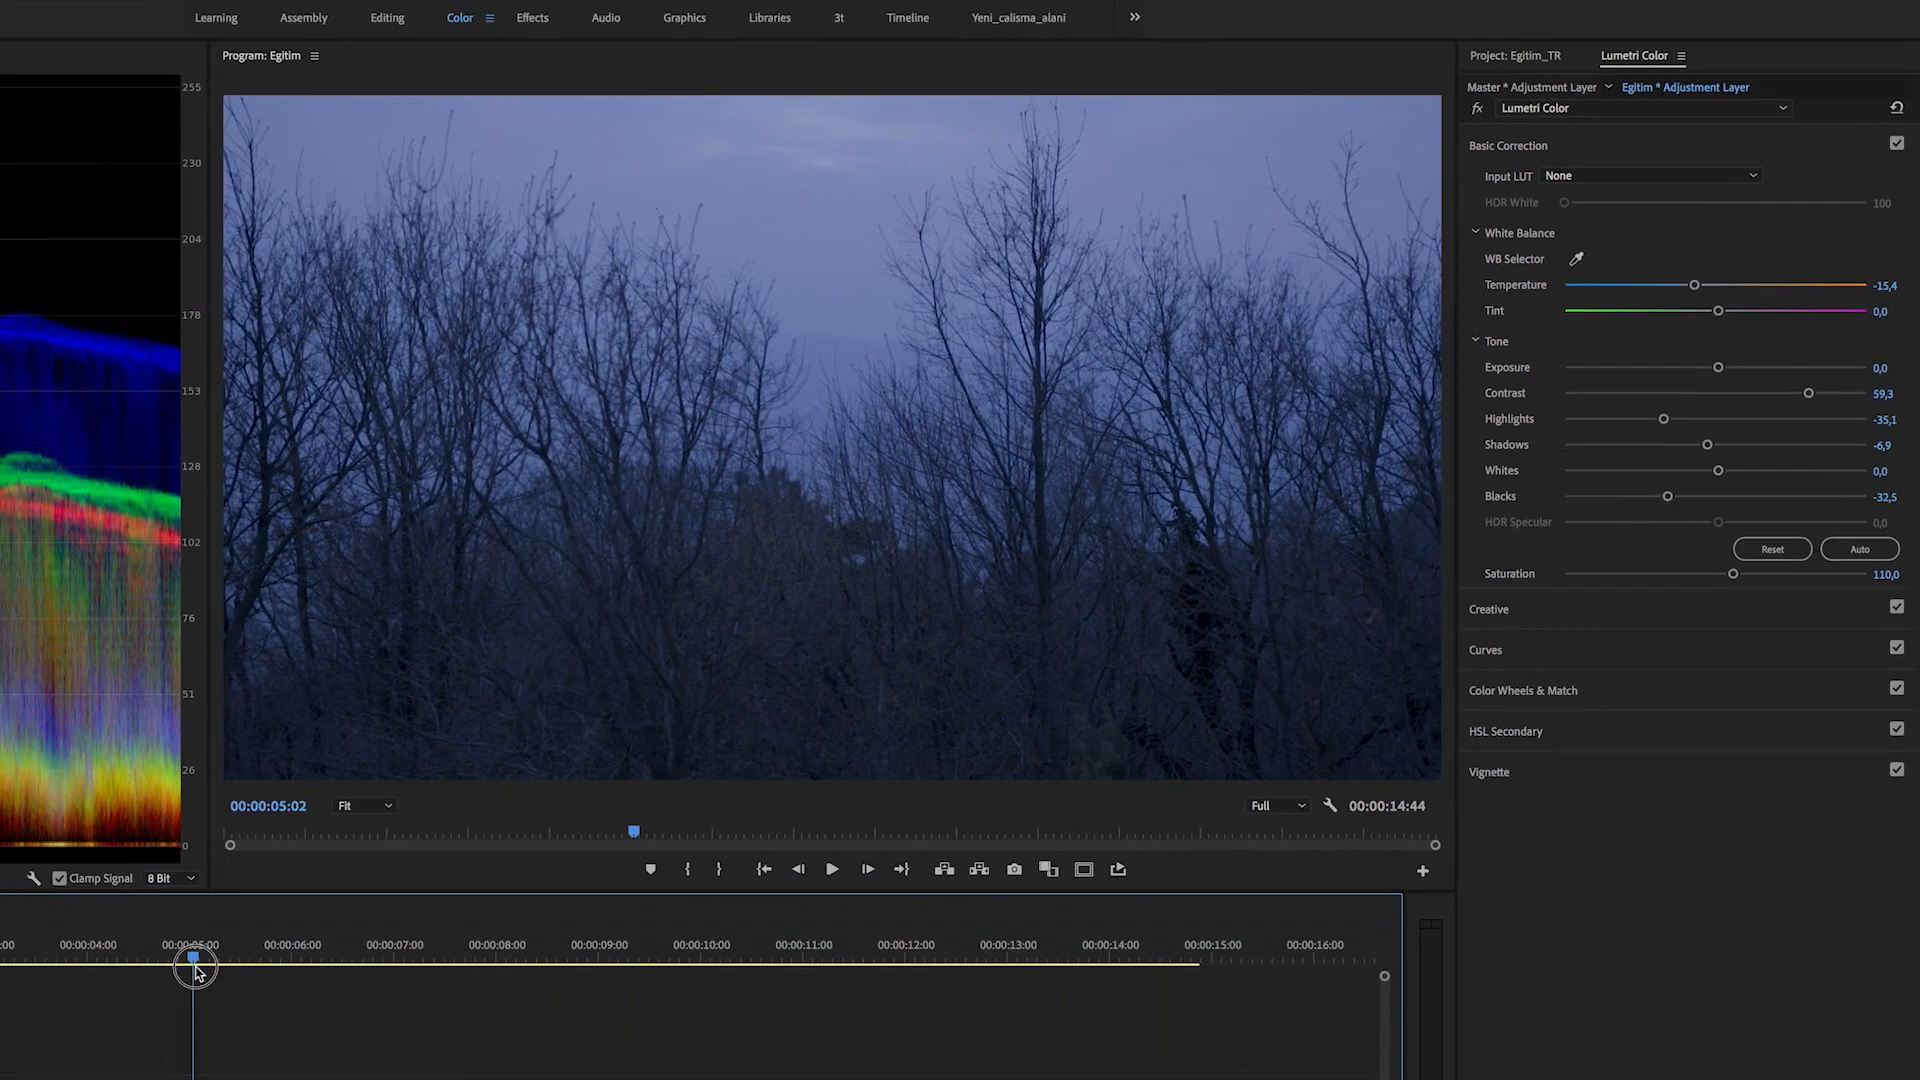 Learning Assembly Editing Color Effects Audio Graphics Libraries 3t Timeline Yeni_calisma_alani
Program: Egitim
Project: Egitim_TR Lumetri Color
Master * Adjustment Layer Egitim * Adjustment Layer
fx Lumetri Color
Basic Correction
Input LUT None
HDR White 100
White Balance
WB Selector
Temperature -15,4
Tint 0,0
Tone
Exposure 0,0
Contrast 59,3
Highlights -35,1
Shadows -6,9
Whites 0,0
Blacks -32,5
HDR Specular 0,0
Reset Auto
Saturation 110,0
Creative
Curves
Color Wheels & Match
HSL Secondary
Vignette
255
230
204
178
153
128
102
76
51
26
0
Clamp Signal 8 Bit
00:00:05:02 Fit Full 00:00:14:44
:00 00:00:04:00 00:00:05:00 00:00:06:00 00:00:07:00 00:00:08:00 00:00:09:00 00:00:10:00 00:00:11:00 00:00:12:00 00:00:13:00 00:00:14:00 00:00:15:00 00:00:16:00